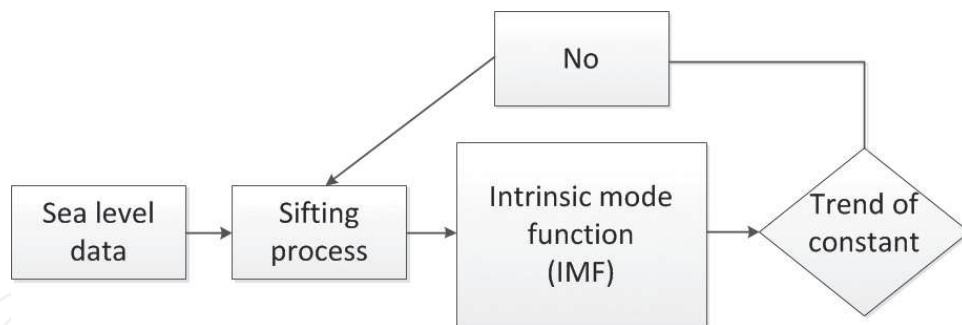 No
Sea level
data
Sifting
process
Intrinsic mode
function
(IMF)
Trend of
constant